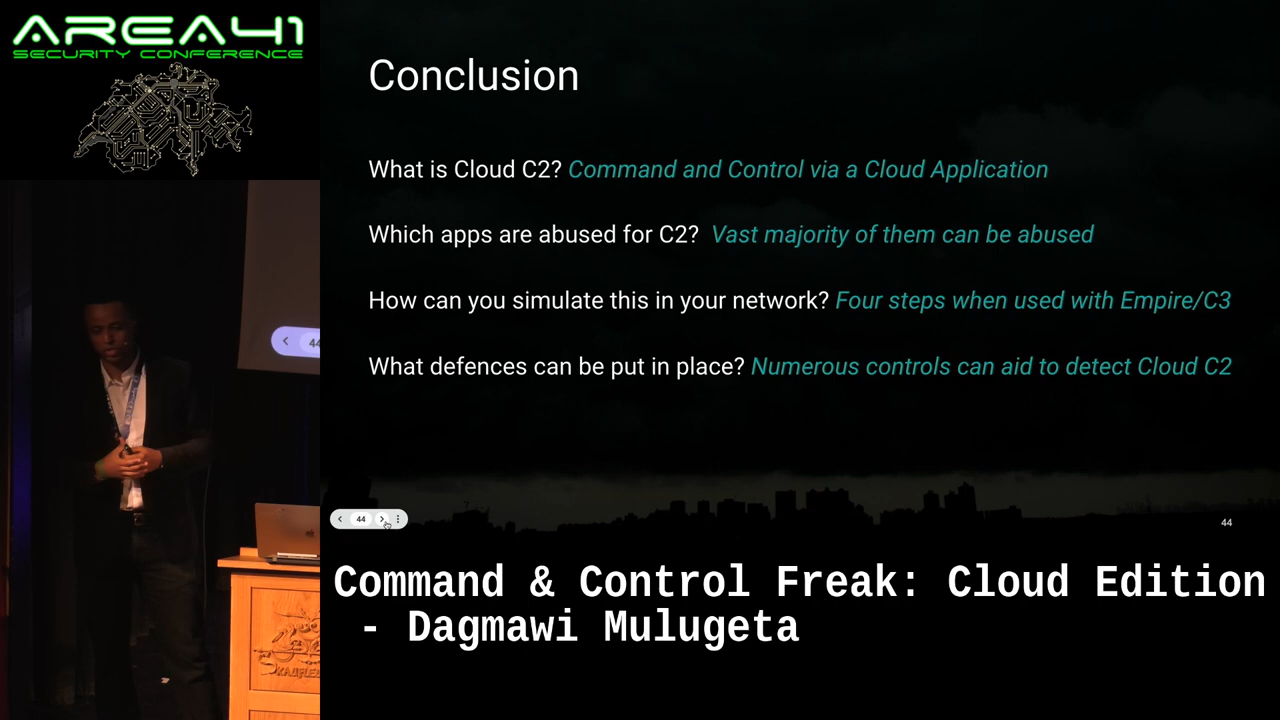 AREA41
SECURITY CONFERENCE
Conclusion
What is Cloud C2? Command and Control via a Cloud Application
Which apps are abused for C2? Vast majority of them can be abused
How can you simulate this in your network? Four steps when used with Empire/C3
What defences can be put in place? Numerous controls can aid to detect Cloud C2
44
44
44
Command & Control Freak: Cloud Edition
- Dagmawi Mulugeta